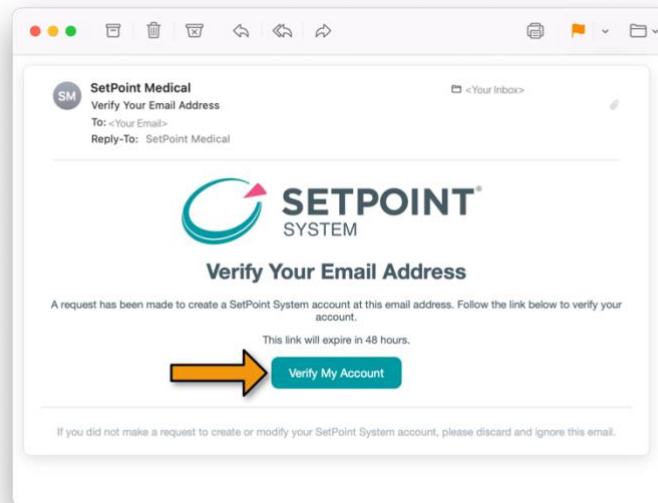 SM
SetPoint Medical
<Your Inbox>
Verify Your Email Address
To: <Your Email>
Reply-To: SetPoint Medical
SETPOINT®
SYSTEM
Verify Your Email Address
A request has been made to create a SetPoint System account at this email address. Follow the link below to verify your
account.
This link will expire in 48 hours.
Verify My Account
If you did not make a request to create or modify your SetPoint System account, please discard and ignore this email.